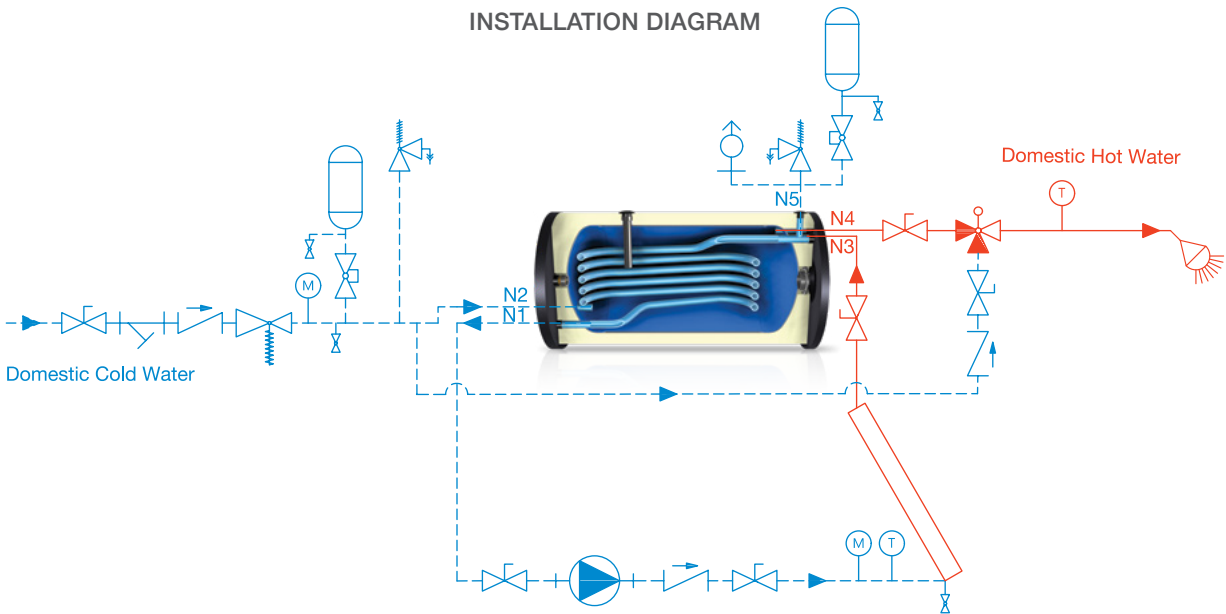 INSTALLATION DIAGRAM
Domestic Hot Water
T
N5
N4
N3
M
N2
N1
Domestic Cold Water
M
T